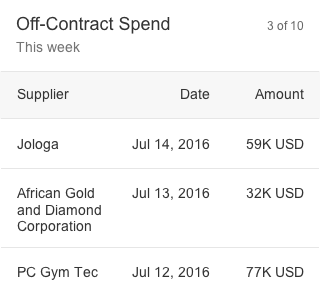 Off-Contract Spend 3 of 10
This week
Supplier Date Amount
Jologa Jul 14, 2016 59K USD
African Gold Jul 13, 2016 32K USD
and Diamond
Corporation
PC Gym Tec Jul 12, 2016 77K USD